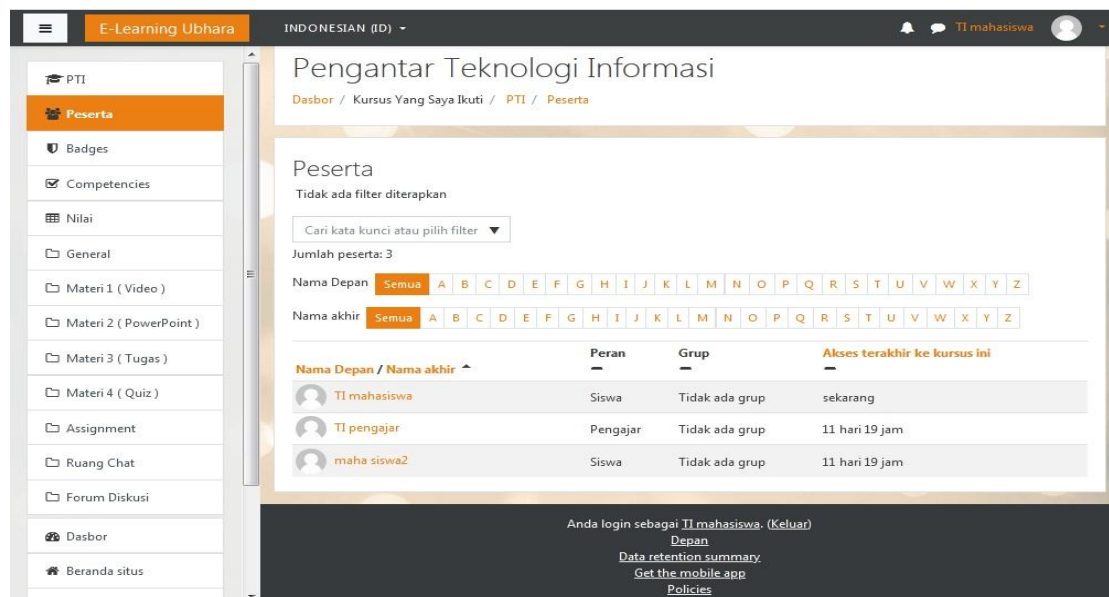 E-Learning Ubhara
INDONESIAN (ID)
TI mahasiswa
PTI
Peserta
Badges
Competencies
Nilai
General
Materi 1 ( Video )
Materi 2 ( PowerPoint )
Materi 3 ( Tugas )
Materi 4 ( Quiz )
Assignment
Ruang Chat
Forum Diskusi
Dasbor
Beranda situs
Pengantar Teknologi Informasi
Dasbor / Kursus Yang Saya Ikuti / PTI / Peserta
Peserta
Tidak ada filter diterapkan
Cari kata kunci atau pilih filter ▼
Jumlah peserta: 3
Nama Depan Semua A B C D E F G H I J K L M N O P Q R S T U V W X Y Z
Nama akhir Semua A B C D E F G H I J K L M N O P Q R S T U V W X Y Z
Nama Depan / Nama akhir Peran Grup Akses terakhir ke kursus ini
TI mahasiswa Siswa Tidak ada grup sekarang
TI pengajar Pengajar Tidak ada grup 11 hari 19 jam
maha siswa2 Siswa Tidak ada grup 11 hari 19 jam
Anda login sebagai TI mahasiswa. (Keluar)
Depan
Data retention summary
Get the mobile app
Policies